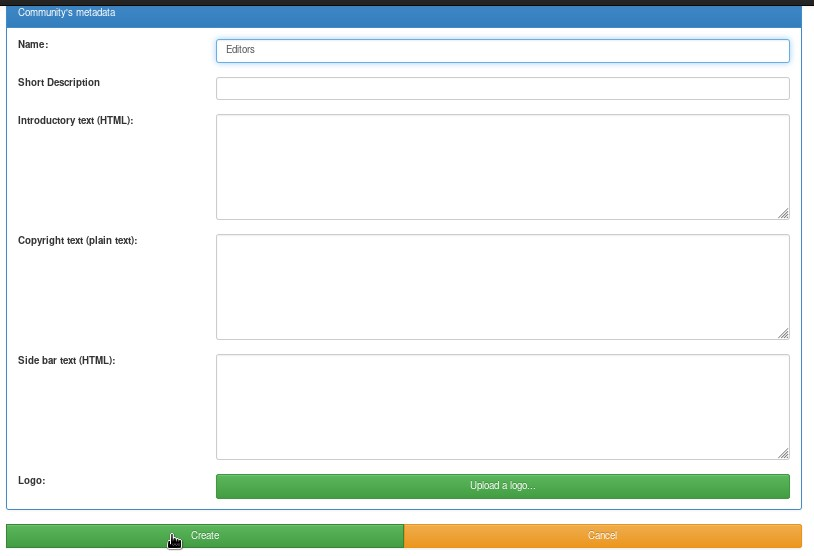 Community's metadata
Name:
Editors
Short Description
Introductory text (HTML):
Copyright text (plain text):
Side bar text (HTML):
Logo:
Upload a logo...
Create
Cancel